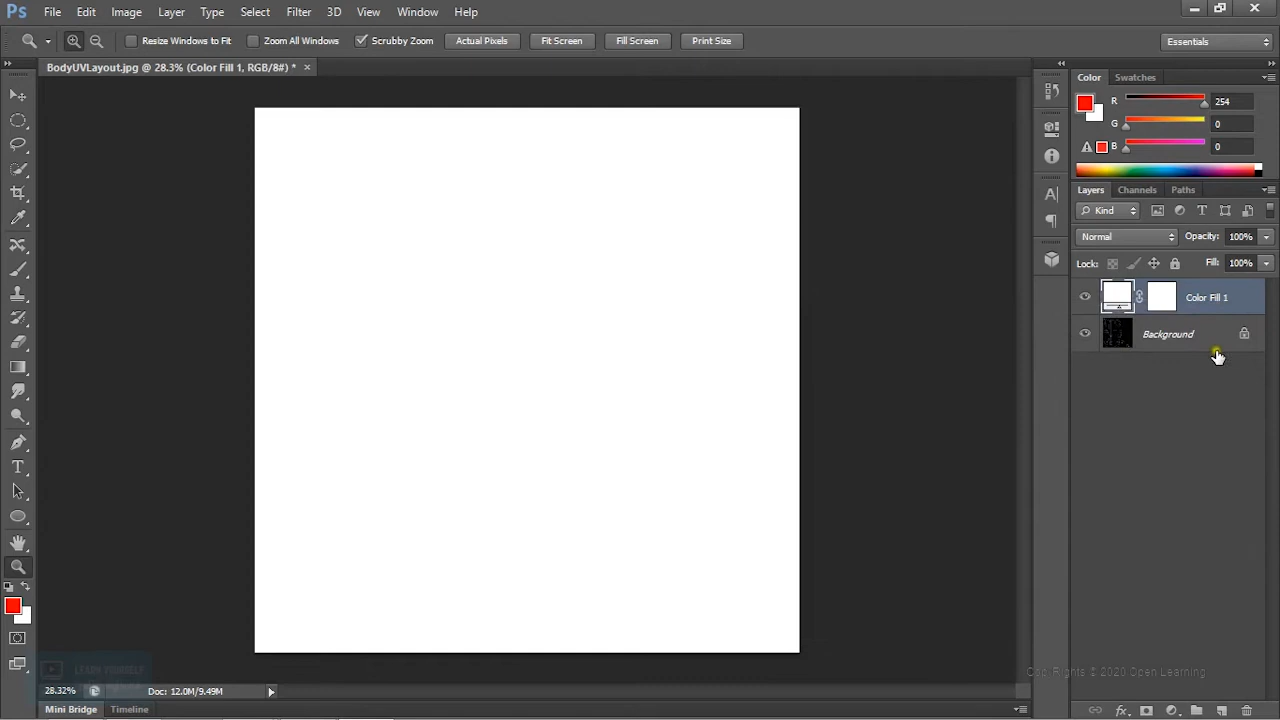 Ps File Edit Image Layer Type Select Filter 3D View Window Help
Resize Windows to Fit Zoom All Windows Scrubby Zoom Actual Pixels Fit Screen Fill Screen Print Size Essentials
BodyUVLayout.jpg @ 28.3% (Color Fill 1, RGB/8#) * ×
Color Swatches
R 254
G 0
B 0
Layers Channels Paths
Kind
Normal Opacity: 100%
Lock: Fill: 100%
Color Fill 1
Background
LEARN YOURSELF
Copy Rights © 2020 Open Learning
28.32% Doc: 12.0M/9.49M
Mini Bridge Timeline